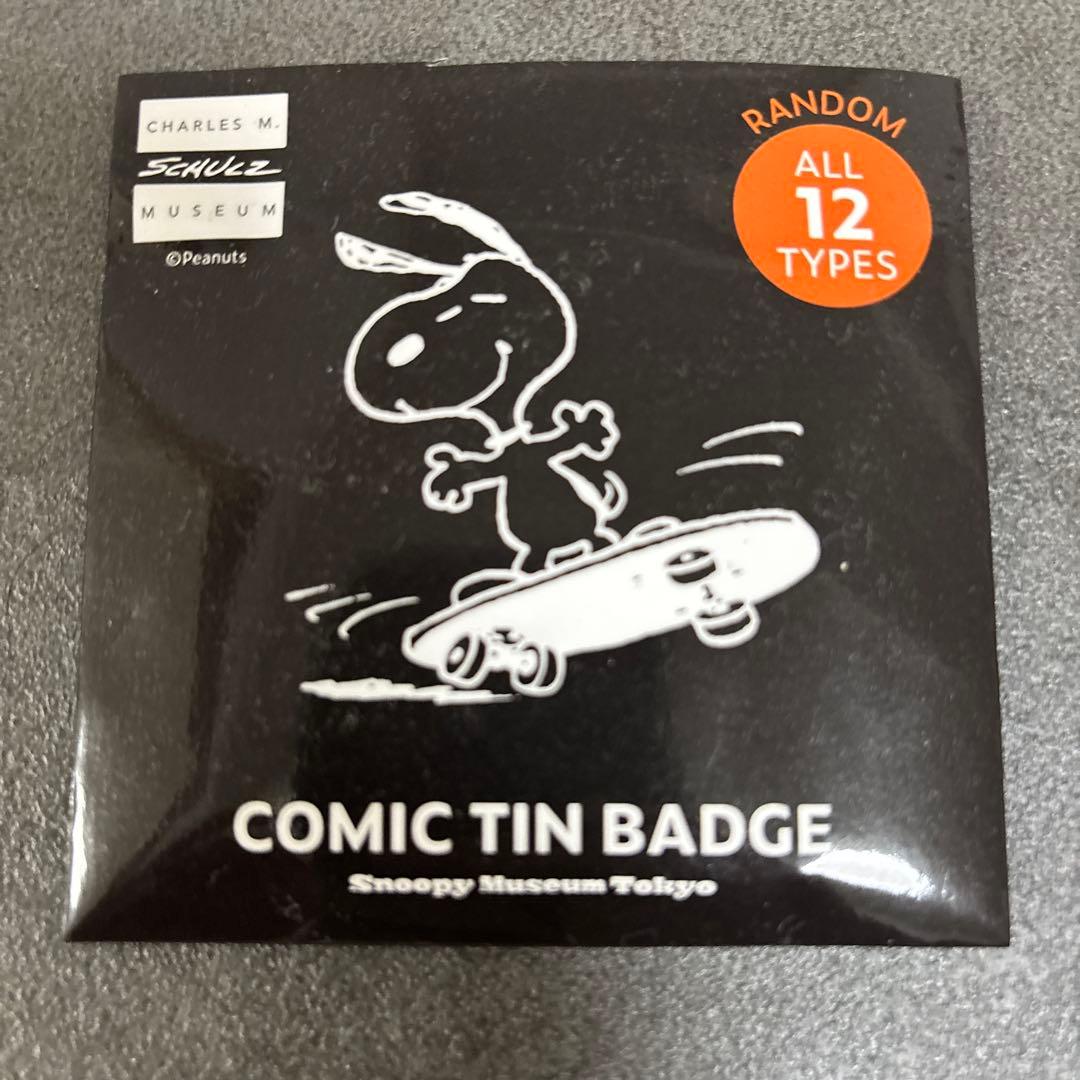 CHARLES M.
SCHULZ
MUSEUM
©Peanuts
RANDOM
ALL
12
TYPES
COMIC TIN BADGE
Snoopy Museum Tokyo